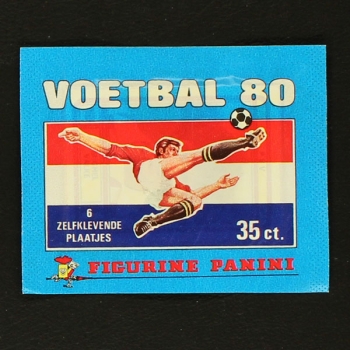 VOETBAL 80
6
ZELFKLEVENDE
PLAATJES
35 ct.
FIGURINE PANINI